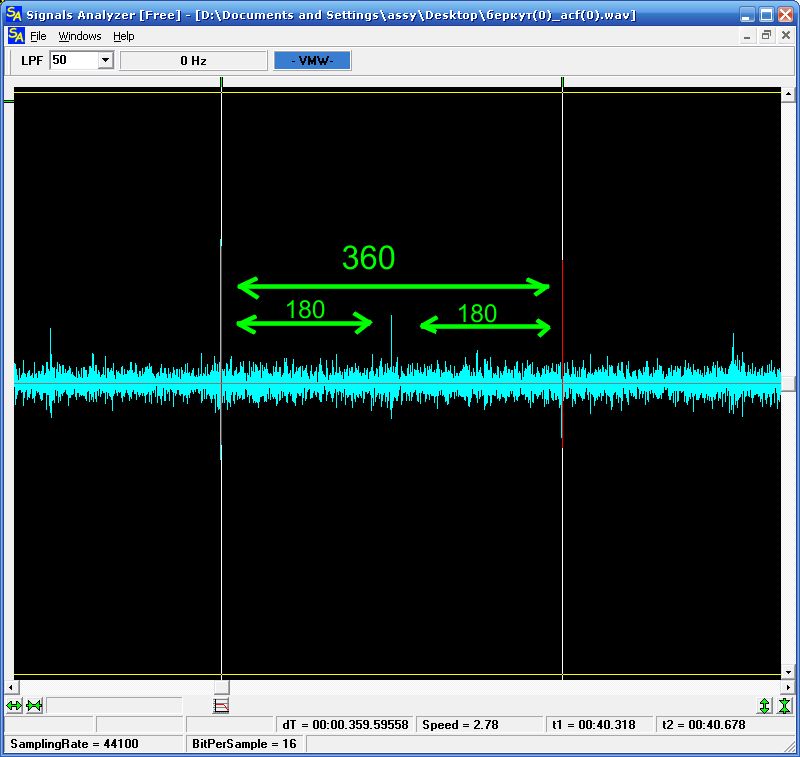 Signals Analyzer [Free] - [D:\Documents and Settings\assy\Desktop\беркут(0)_acf(0).wav]
File Windows Help
LPF 50 0 Hz - VMW-
360
180 180
dT = 00:00.359.59558 Speed = 2.78 t1 = 00:40.318 t2 = 00:40.678
SamplingRate = 44100 BitPerSample = 16